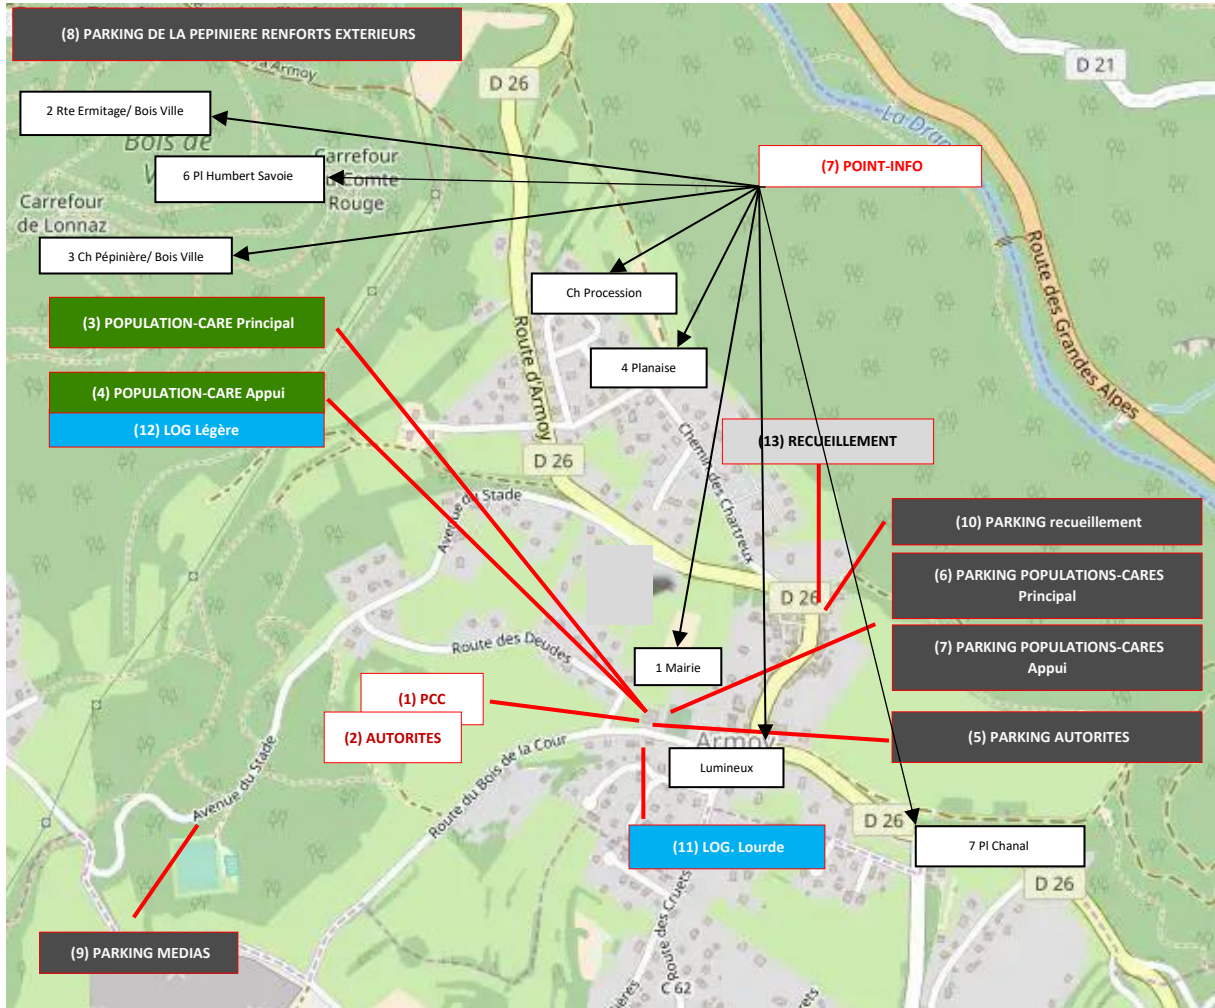 (8) PARKING DE LA PEPINIERE RENFORTS EXTERIEURS
D 26
D 21
2 Rte Ermitage/ Bois Ville
Bois de
La Dran
6 Pl Humbert Savoie
Carrefour
Comte
Rouge
(7) POINT-INFO
Carrefour
de Lonnaz
3 Ch Pépinière/ Bois Ville
Route des Grandes Alpes
Ch Procession
(3) POPULATION-CARE Principal
Route d'Armoy
4 Planaise
(4) POPULATION-CARE Appui
(12) LOG Légère
D 26
Chemin des Chartreux
(13) RECUEILLEMENT
Avenue du Stade
(10) PARKING recueillement
(6) PARKING POPULATIONS-CARES
Principal
D 26
Route des Deudes
(7) PARKING POPULATIONS-CARES
Appui
1 Mairie
(1) PCC
(2) AUTORITES
(5) PARKING AUTORITES
Armoy
Route du Bois de la Cour
Lumineux
Avenue du Stade
D 26
(11) LOG. Lourde
7 Pl Chanal
D 26
Route des Cruets
(9) PARKING MEDIAS
C 62